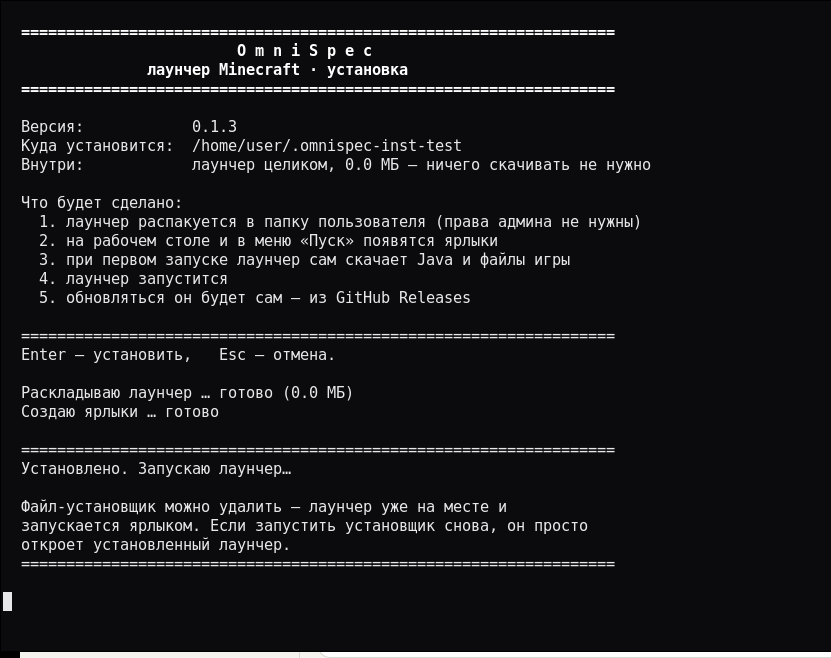 ==================================================================
O m n i S p e c
лаунчер Minecraft · установка
==================================================================
Версия: 0.1.3
Куда установится: /home/user/.omnispec-inst-test
Внутри: лаунчер целиком, 0.0 МБ — ничего скачивать не нужно
Что будет сделано:
1. лаунчер распакуется в папку пользователя (права админа не нужны)
2. на рабочем столе и в меню «Пуск» появятся ярлыки
3. при первом запуске лаунчер сам скачает Java и файлы игры
4. лаунчер запустится
5. обновляться он будет сам — из GitHub Releases
==================================================================
Enter — установить,   Esc — отмена.
Раскладываю лаунчер … готово (0.0 МБ)
Создаю ярлыки … готово
==================================================================
Установлено. Запускаю лаунчер…
Файл-установщик можно удалить — лаунчер уже на месте и
запускается ярлыком. Если запустить установщик снова, он просто
откроет установленный лаунчер.
==================================================================